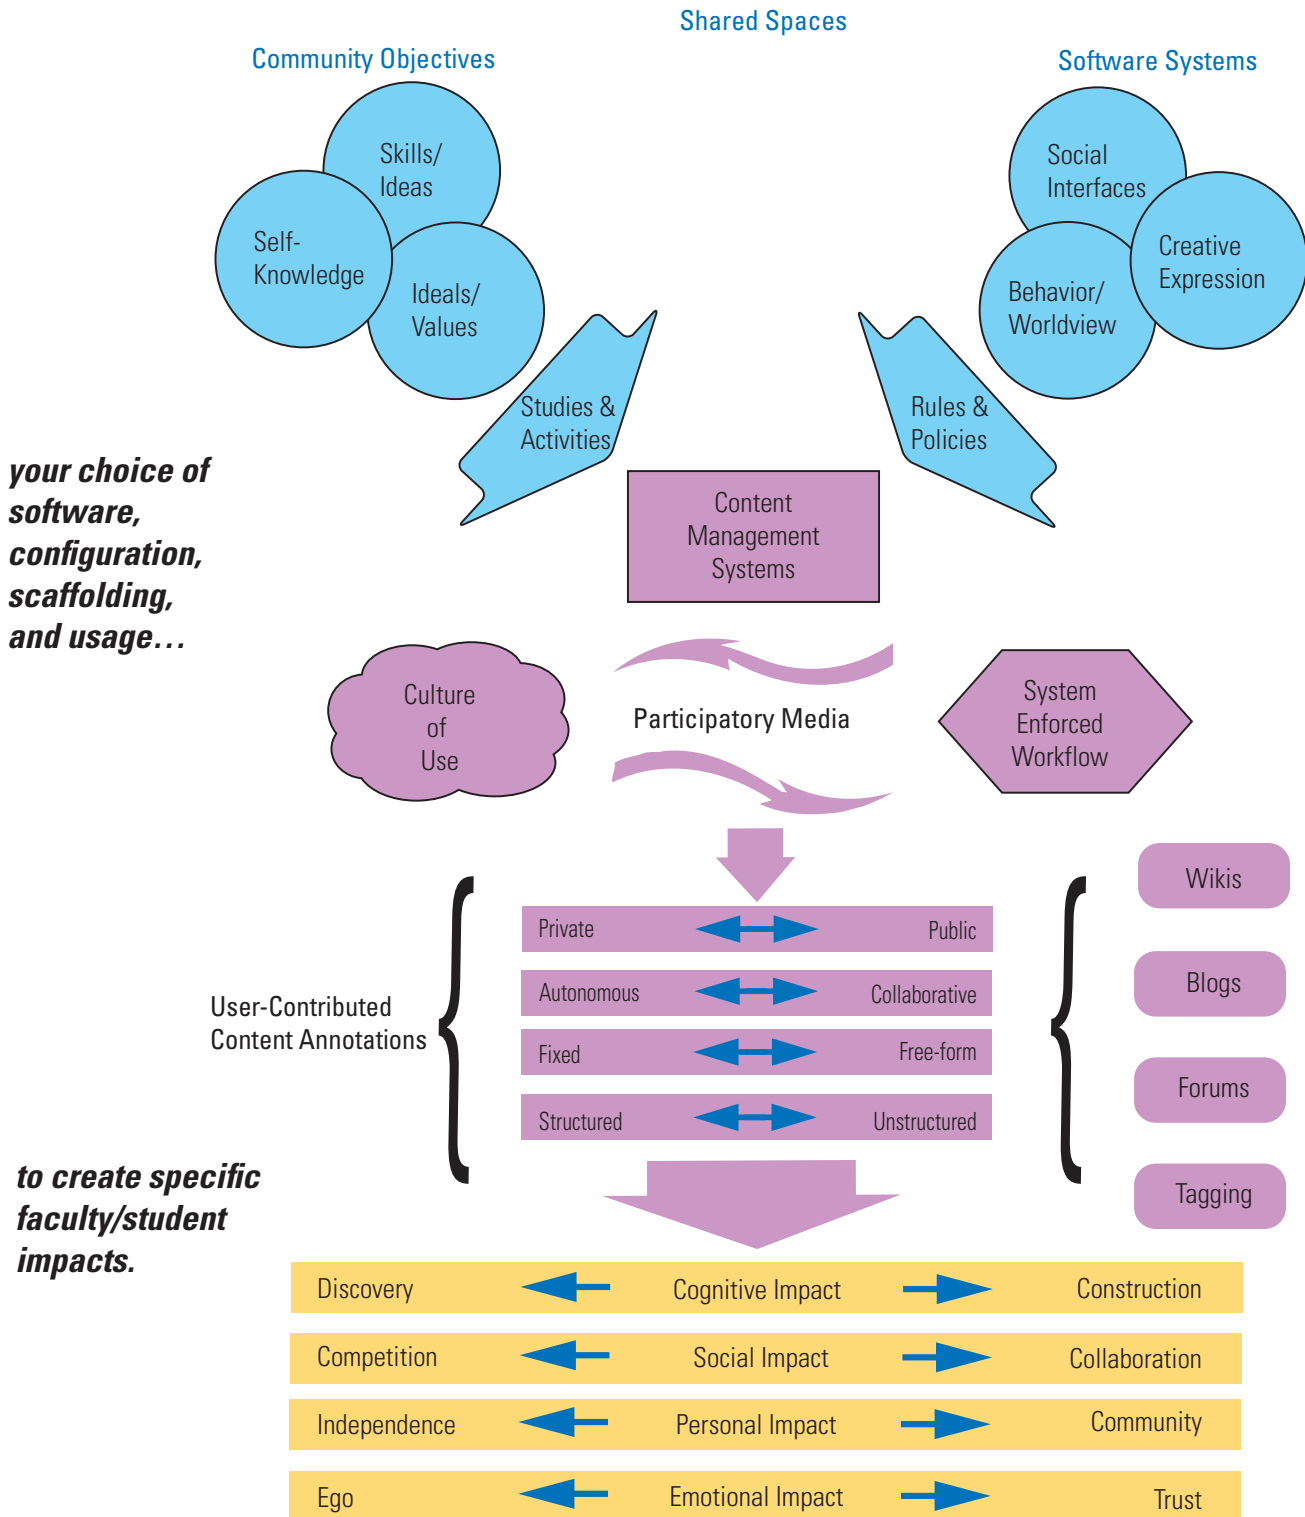 Shared Spaces
Community Objectives
Software Systems
Skills/
Ideas
Self-
Knowledge
Ideals/
Values
Social
Interfaces
Creative
Expression
Behavior/
Worldview
Studies &
Activities
Rules &
Policies
your choice of
software,
configuration,
scaffolding,
and usage...
Content
Management
Systems
Culture
of
Use
Participatory Media
System
Enforced
Workflow
User-Contributed
Content Annotations
Private
Public
Autonomous
Collaborative
Fixed
Free-form
Structured
Unstructured
Wikis
Blogs
Forums
Tagging
to create specific
faculty/student
impacts.
Discovery
Cognitive Impact
Construction
Competition
Social Impact
Collaboration
Independence
Personal Impact
Community
Ego
Emotional Impact
Trust